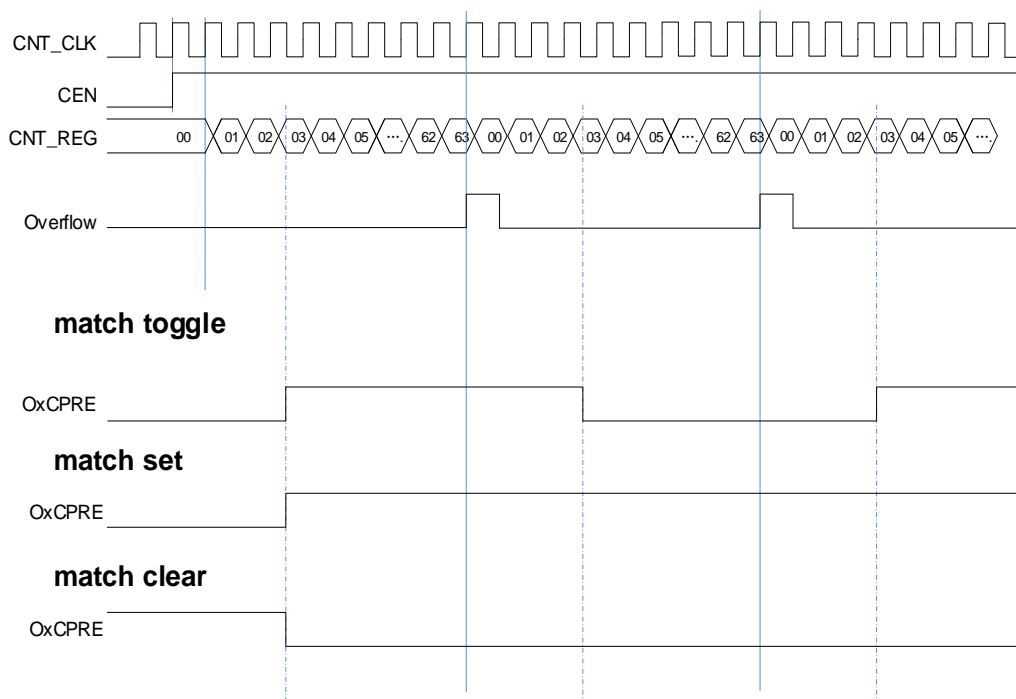 CNT_CLK
CEN
CNT_REG 00 01 02 03 04 05 .... 62 63 00 01 02 03 04 05 .... 62 63 00 01 02 03 04 05 ....
Overflow
match toggle
OxCPRE
match set
OxCPRE
match clear
OxCPRE